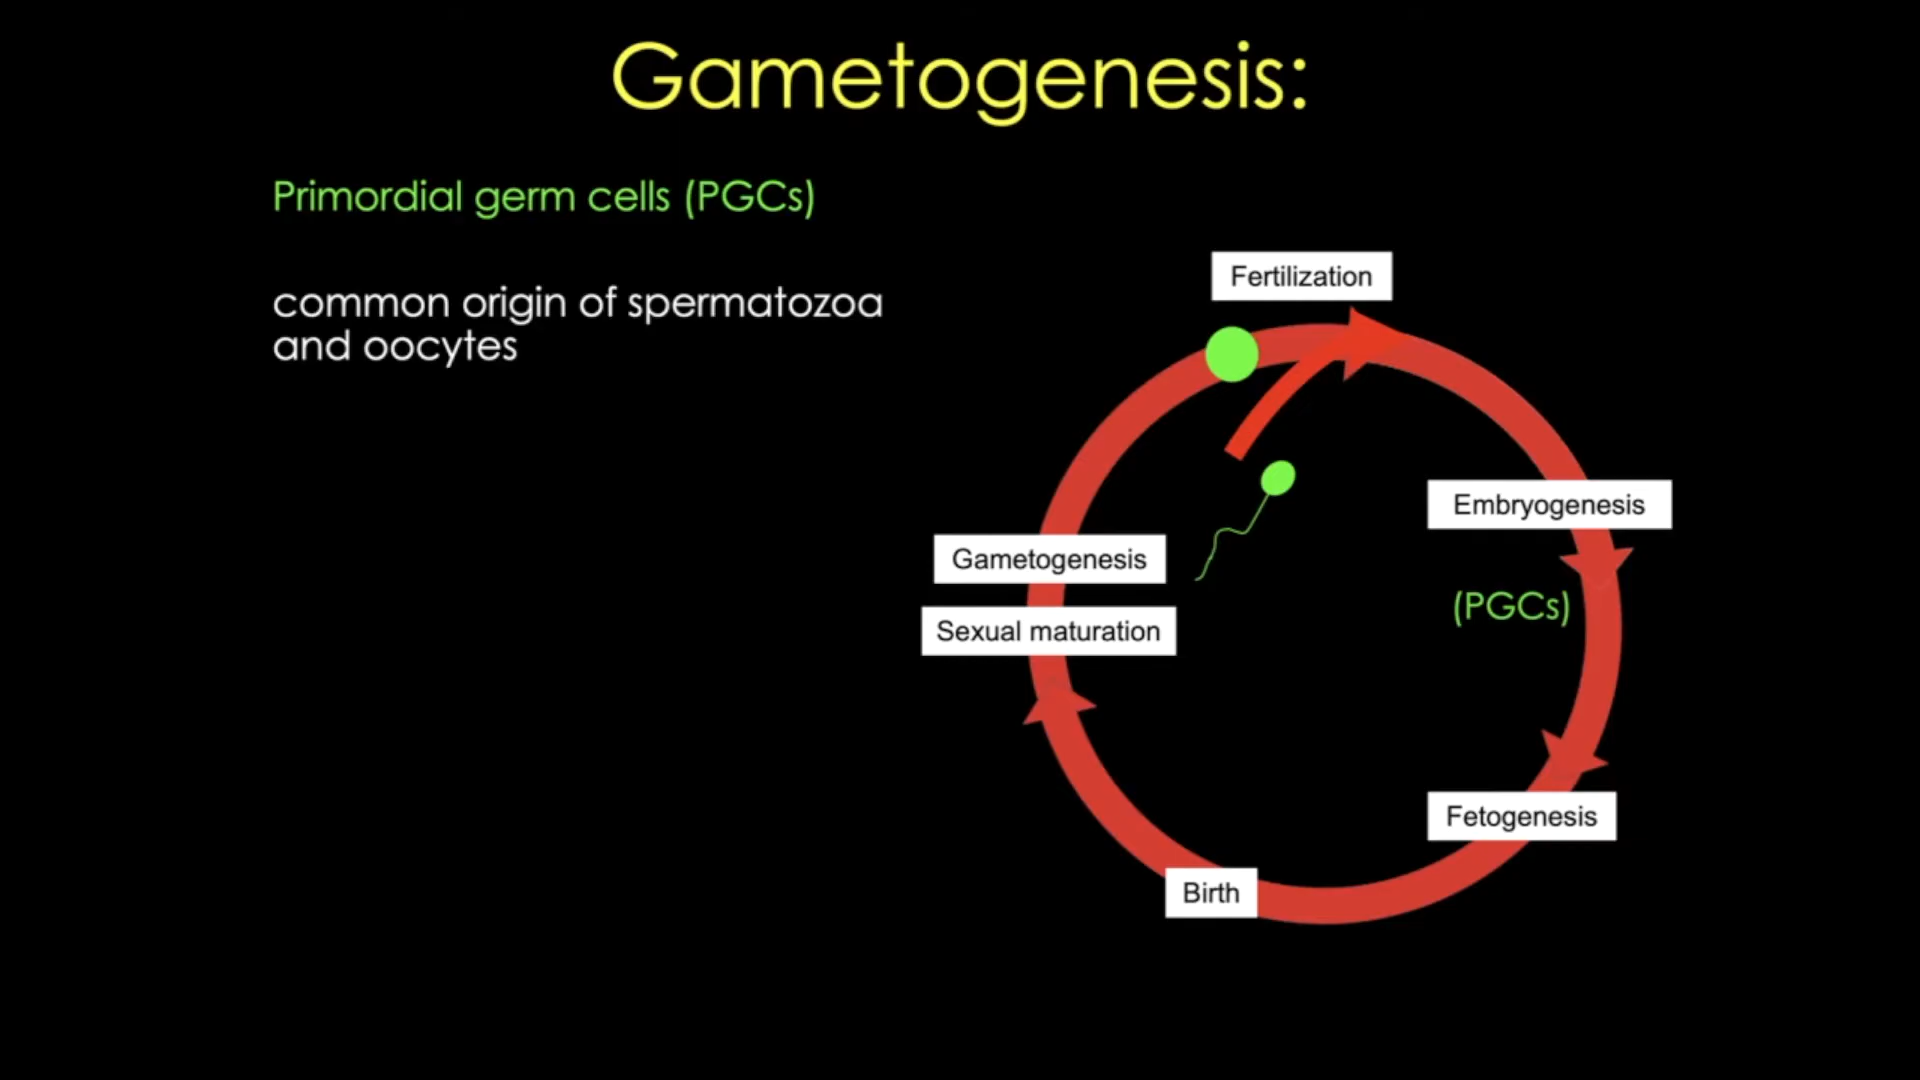 Gametogenesis:
Primordial germ cells (PGCs)
common origin of spermatozoa
and oocytes
Fertilization
Embryogenesis
(PGCs)
Fetogenesis
Birth
Sexual maturation
Gametogenesis